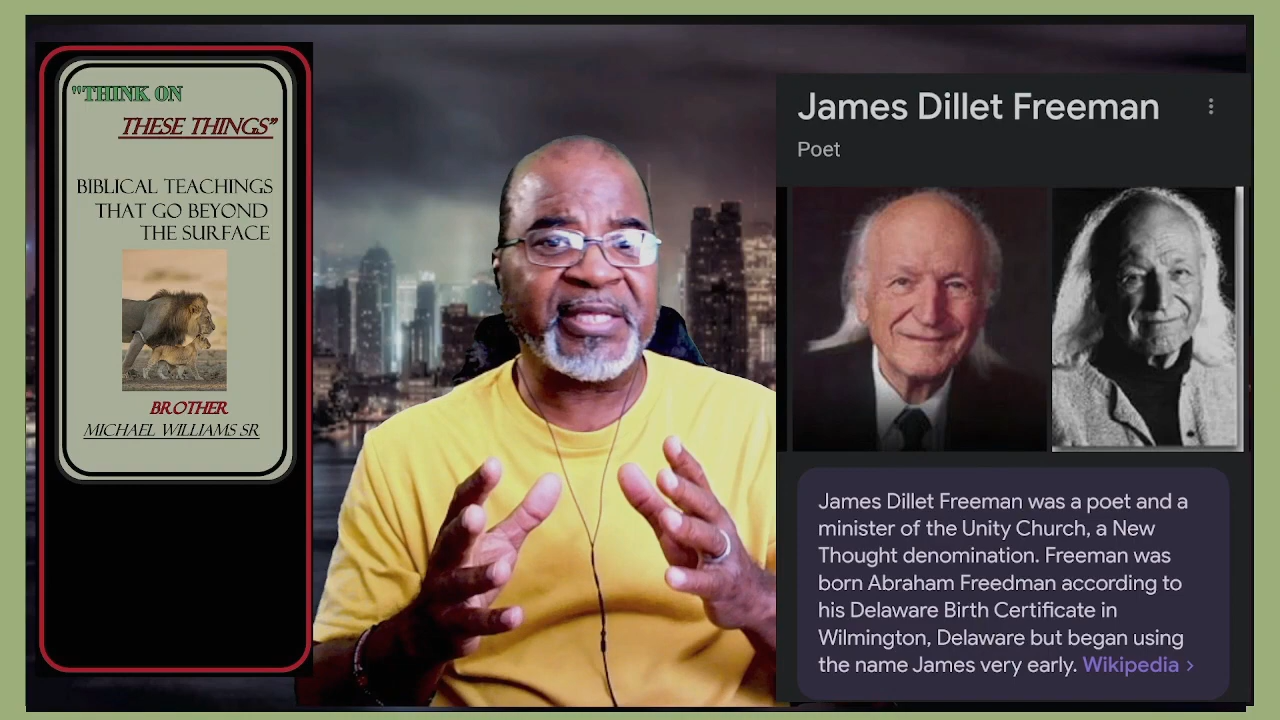 "THINK ON
THESE THINGS"
BIBLICAL TEACHINGS
THAT GO BEYOND
THE SURFACE
BROTHER
MICHAEL WILLIAMS SR
James Dillet Freeman
Poet
James Dillet Freeman was a poet and a
minister of the Unity Church, a New
Thought denomination. Freeman was
born Abraham Freedman according to
his Delaware Birth Certificate in
Wilmington, Delaware but began using
the name James very early. Wikipedia >